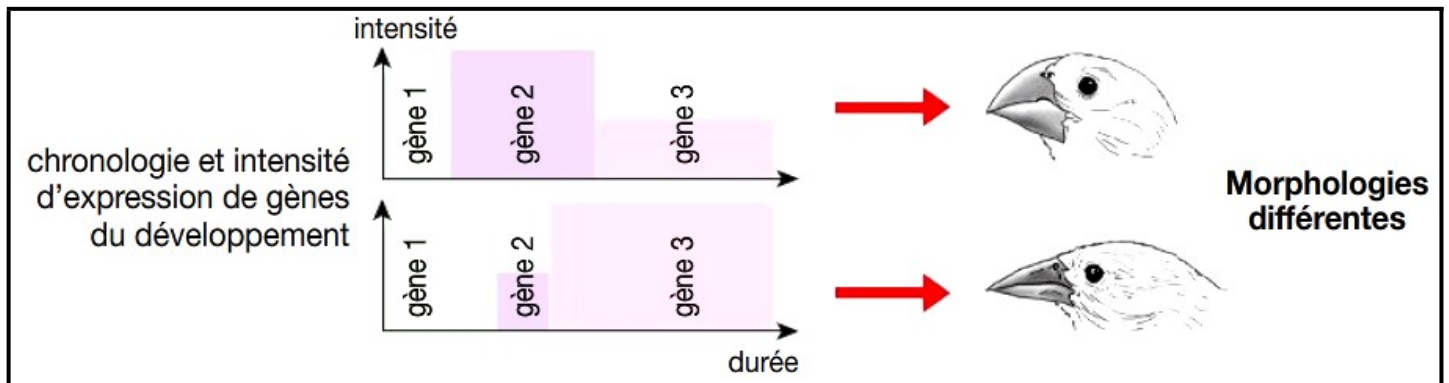 intensité
gène 1
gène 2
gène 3
chronologie et intensité
d'expression de gènes
du développement
gène 1
gène 2
gène 3
durée
Morphologies
différentes